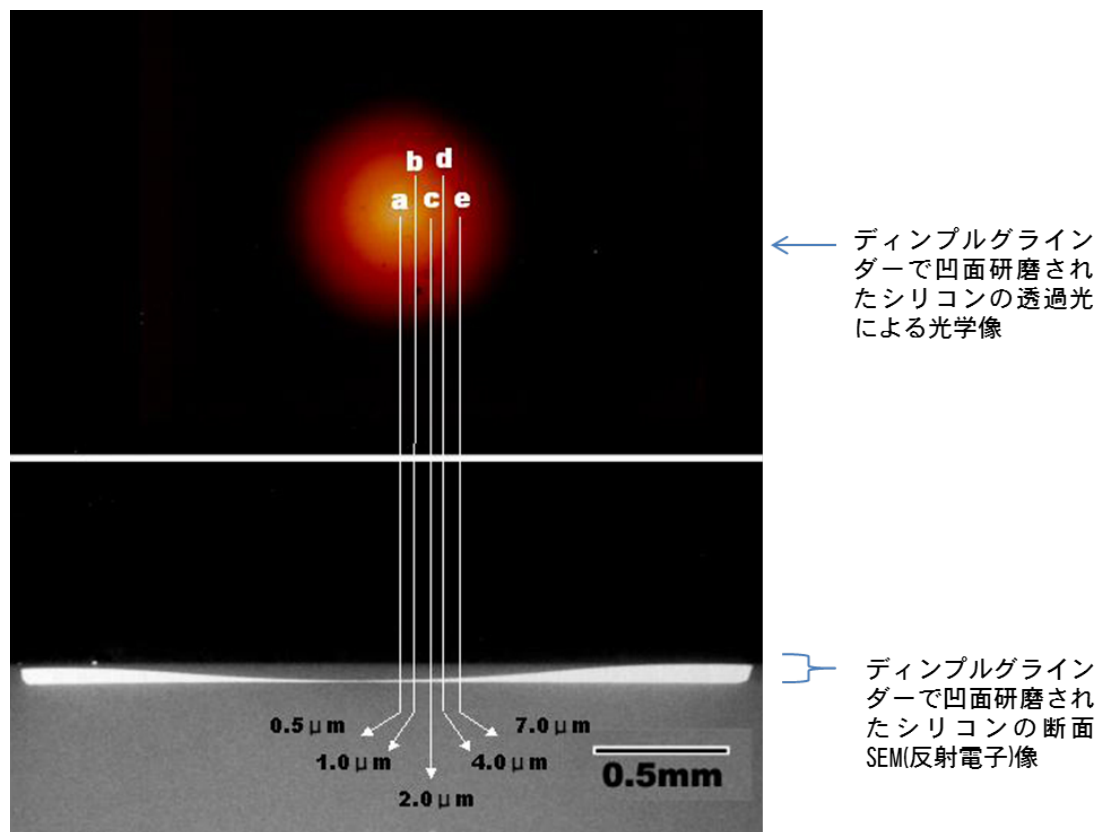 b d
a c e
ディンプルグライン
ダーで凹面研磨され
たシリコンの透過光
による光学像
ディンプルグライン
ダーで凹面研磨され
たシリコンの断面
SEM(反射電子)像
0.5μm
7.0μm
1.0μm
4.0μm
2.0μm
0.5mm